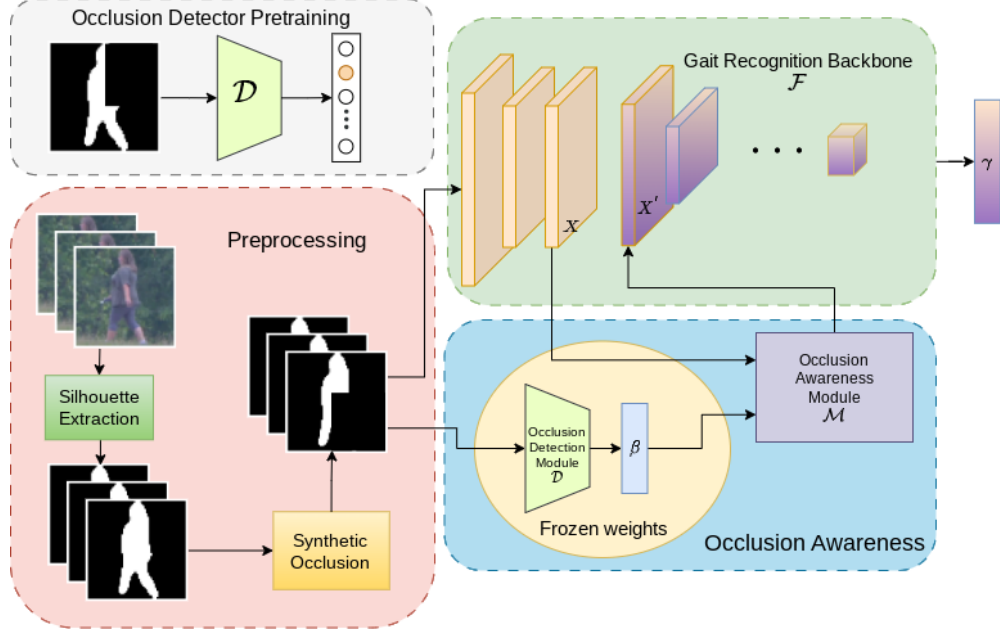 Occlusion Detector Pretraining
𝒟
Gait Recognition Backbone
ℱ
X
X′
γ
Preprocessing
Silhouette
Extraction
Synthetic
Occlusion
Occlusion
Detection
Module
𝒟
β
Frozen weights
Occlusion
Awareness
Module
ℳ
Occlusion Awareness